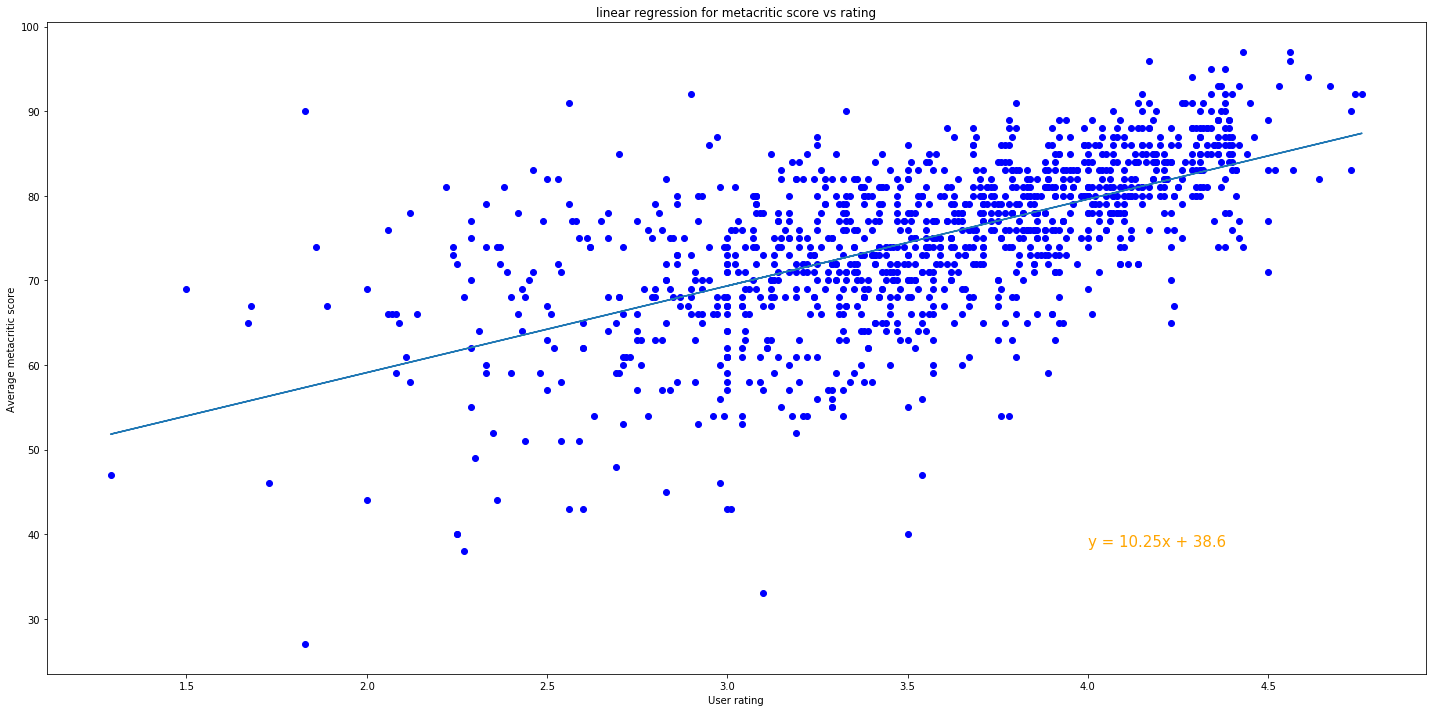 linear regression for metacritic score vs rating
100
90
80
70
60
50
40
30
Average metacritic score
y = 10.25x + 38.6
1.5 2.0 2.5 3.0 3.5 4.0 4.5
User rating